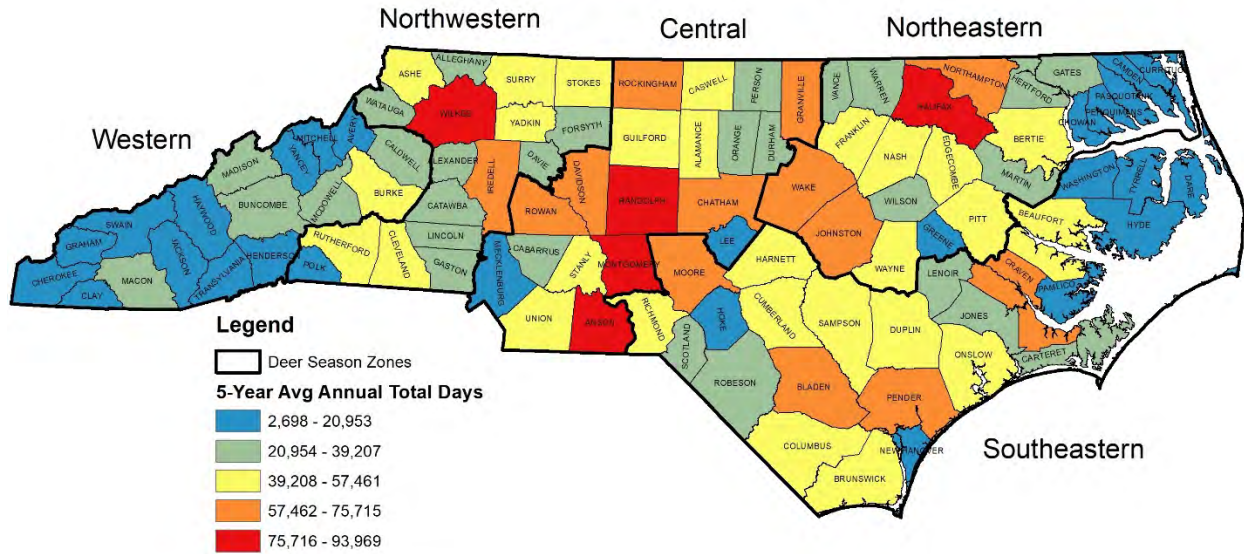 Northwestern
Central
Northeastern
Western
Southeastern
ASHE
ALLEGHANY
SURRY
STOKES
ROCKINGHAM
CASWELL
PERSON
GRANVILLE
VANCE
WARREN
NORTHAMPTON
HERTFORD
GATES
CAMDEN
PASQUOTANK
PERQUIMANS
CHOWAN
WATAUGA
WILKES
YADKIN
FORSYTH
GUILFORD
ALAMANCE
ORANGE
DURHAM
FRANKLIN
HALIFAX
BERTIE
MITCHELL
AVERY
YANCEY
CALDWELL
ALEXANDER
IREDELL
DAVIE
DAVIDSON
RANDOLPH
CHATHAM
WAKE
NASH
EDGECOMBE
MARTIN
WASHINGTON
TYRRELL
DARE
MADISON
BUNCOMBE
MCDOWELL
BURKE
CATAWBA
ROWAN
JOHNSTON
WILSON
PITT
BEAUFORT
HYDE
SWAIN
HAYWOOD
GRAHAM
JACKSON
HENDERSON
RUTHERFORD
CLEVELAND
LINCOLN
GASTON
CABARRUS
STANLY
MONTGOMERY
MOORE
LEE
HARNETT
WAYNE
GREENE
LENOIR
CRAVEN
PAMLICO
CHEROKEE
CLAY
MACON
TRANSYLVANIA
POLK
MECKLENBURG
UNION
ANSON
RICHMOND
SCOTLAND
HOKE
CUMBERLAND
SAMPSON
DUPLIN
JONES
ONSLOW
CARTERET
ROBESON
BLADEN
PENDER
COLUMBUS
NEW HANOVER
BRUNSWICK
Legend
Deer Season Zones
5-Year Avg Annual Total Days
2,698 - 20,953
20,954 - 39,207
39,208 - 57,461
57,462 - 75,715
75,716 - 93,969